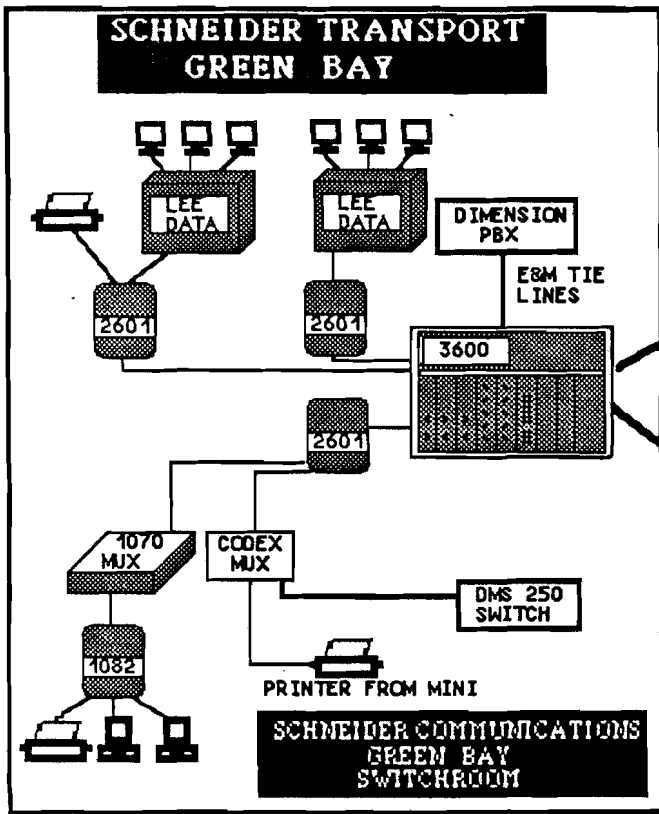 SCHNEIDER TRANSPORT
GREEN BAY
LEE
DATA
LEE
DATA
DIMENSION
PBX
E&M TIE
LINES
2601
2601
3600
2601
1070
MUX
CODEX
MUX
DMS 250
SWITCH
1082
PRINTER FROM MINI
SCHNEIDER COMMUNICATIONS
GREEN BAY
SWITCHROOM